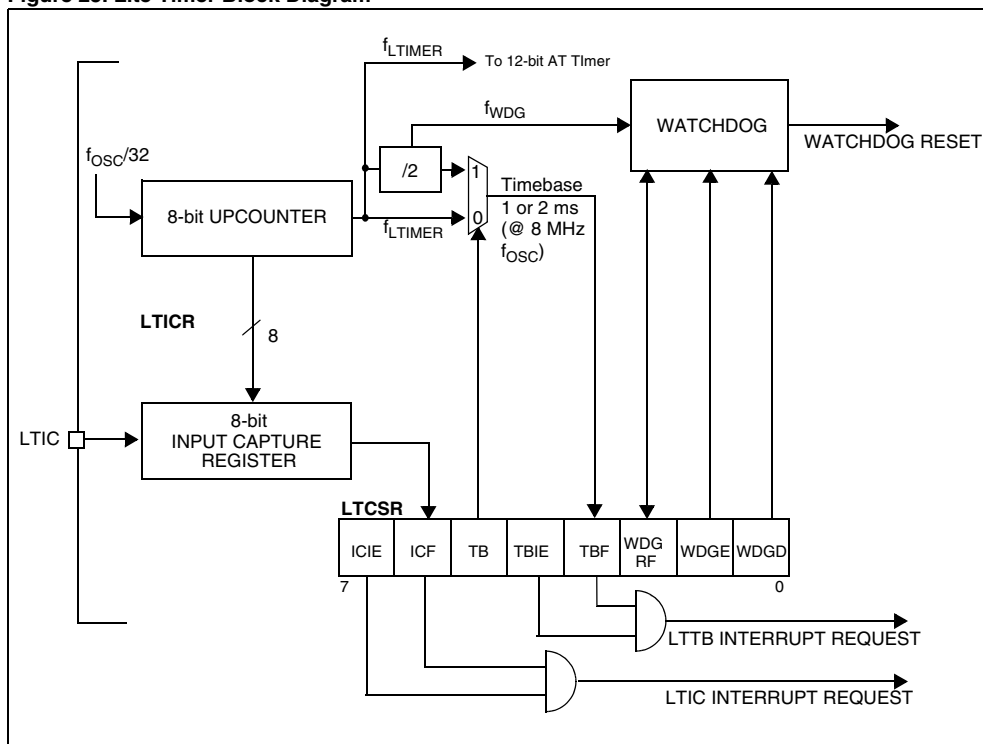 Figure 29. Lite Timer Block Diagram
fLTIMER
To 12-bit AT TImer
fWDG
WATCHDOG
WATCHDOG RESET
fOSC/32
/2
1
Timebase
8-bit UPCOUNTER
0
1 or 2 ms
(@ 8 MHz
fOSC)
fLTIMER
LTICR
8
LTIC
8-bit
INPUT CAPTURE
REGISTER
LTCSR
ICIE ICF TB TBIE TBF WDG RF WDGE WDGD
7 0
LTTB INTERRUPT REQUEST
LTIC INTERRUPT REQUEST